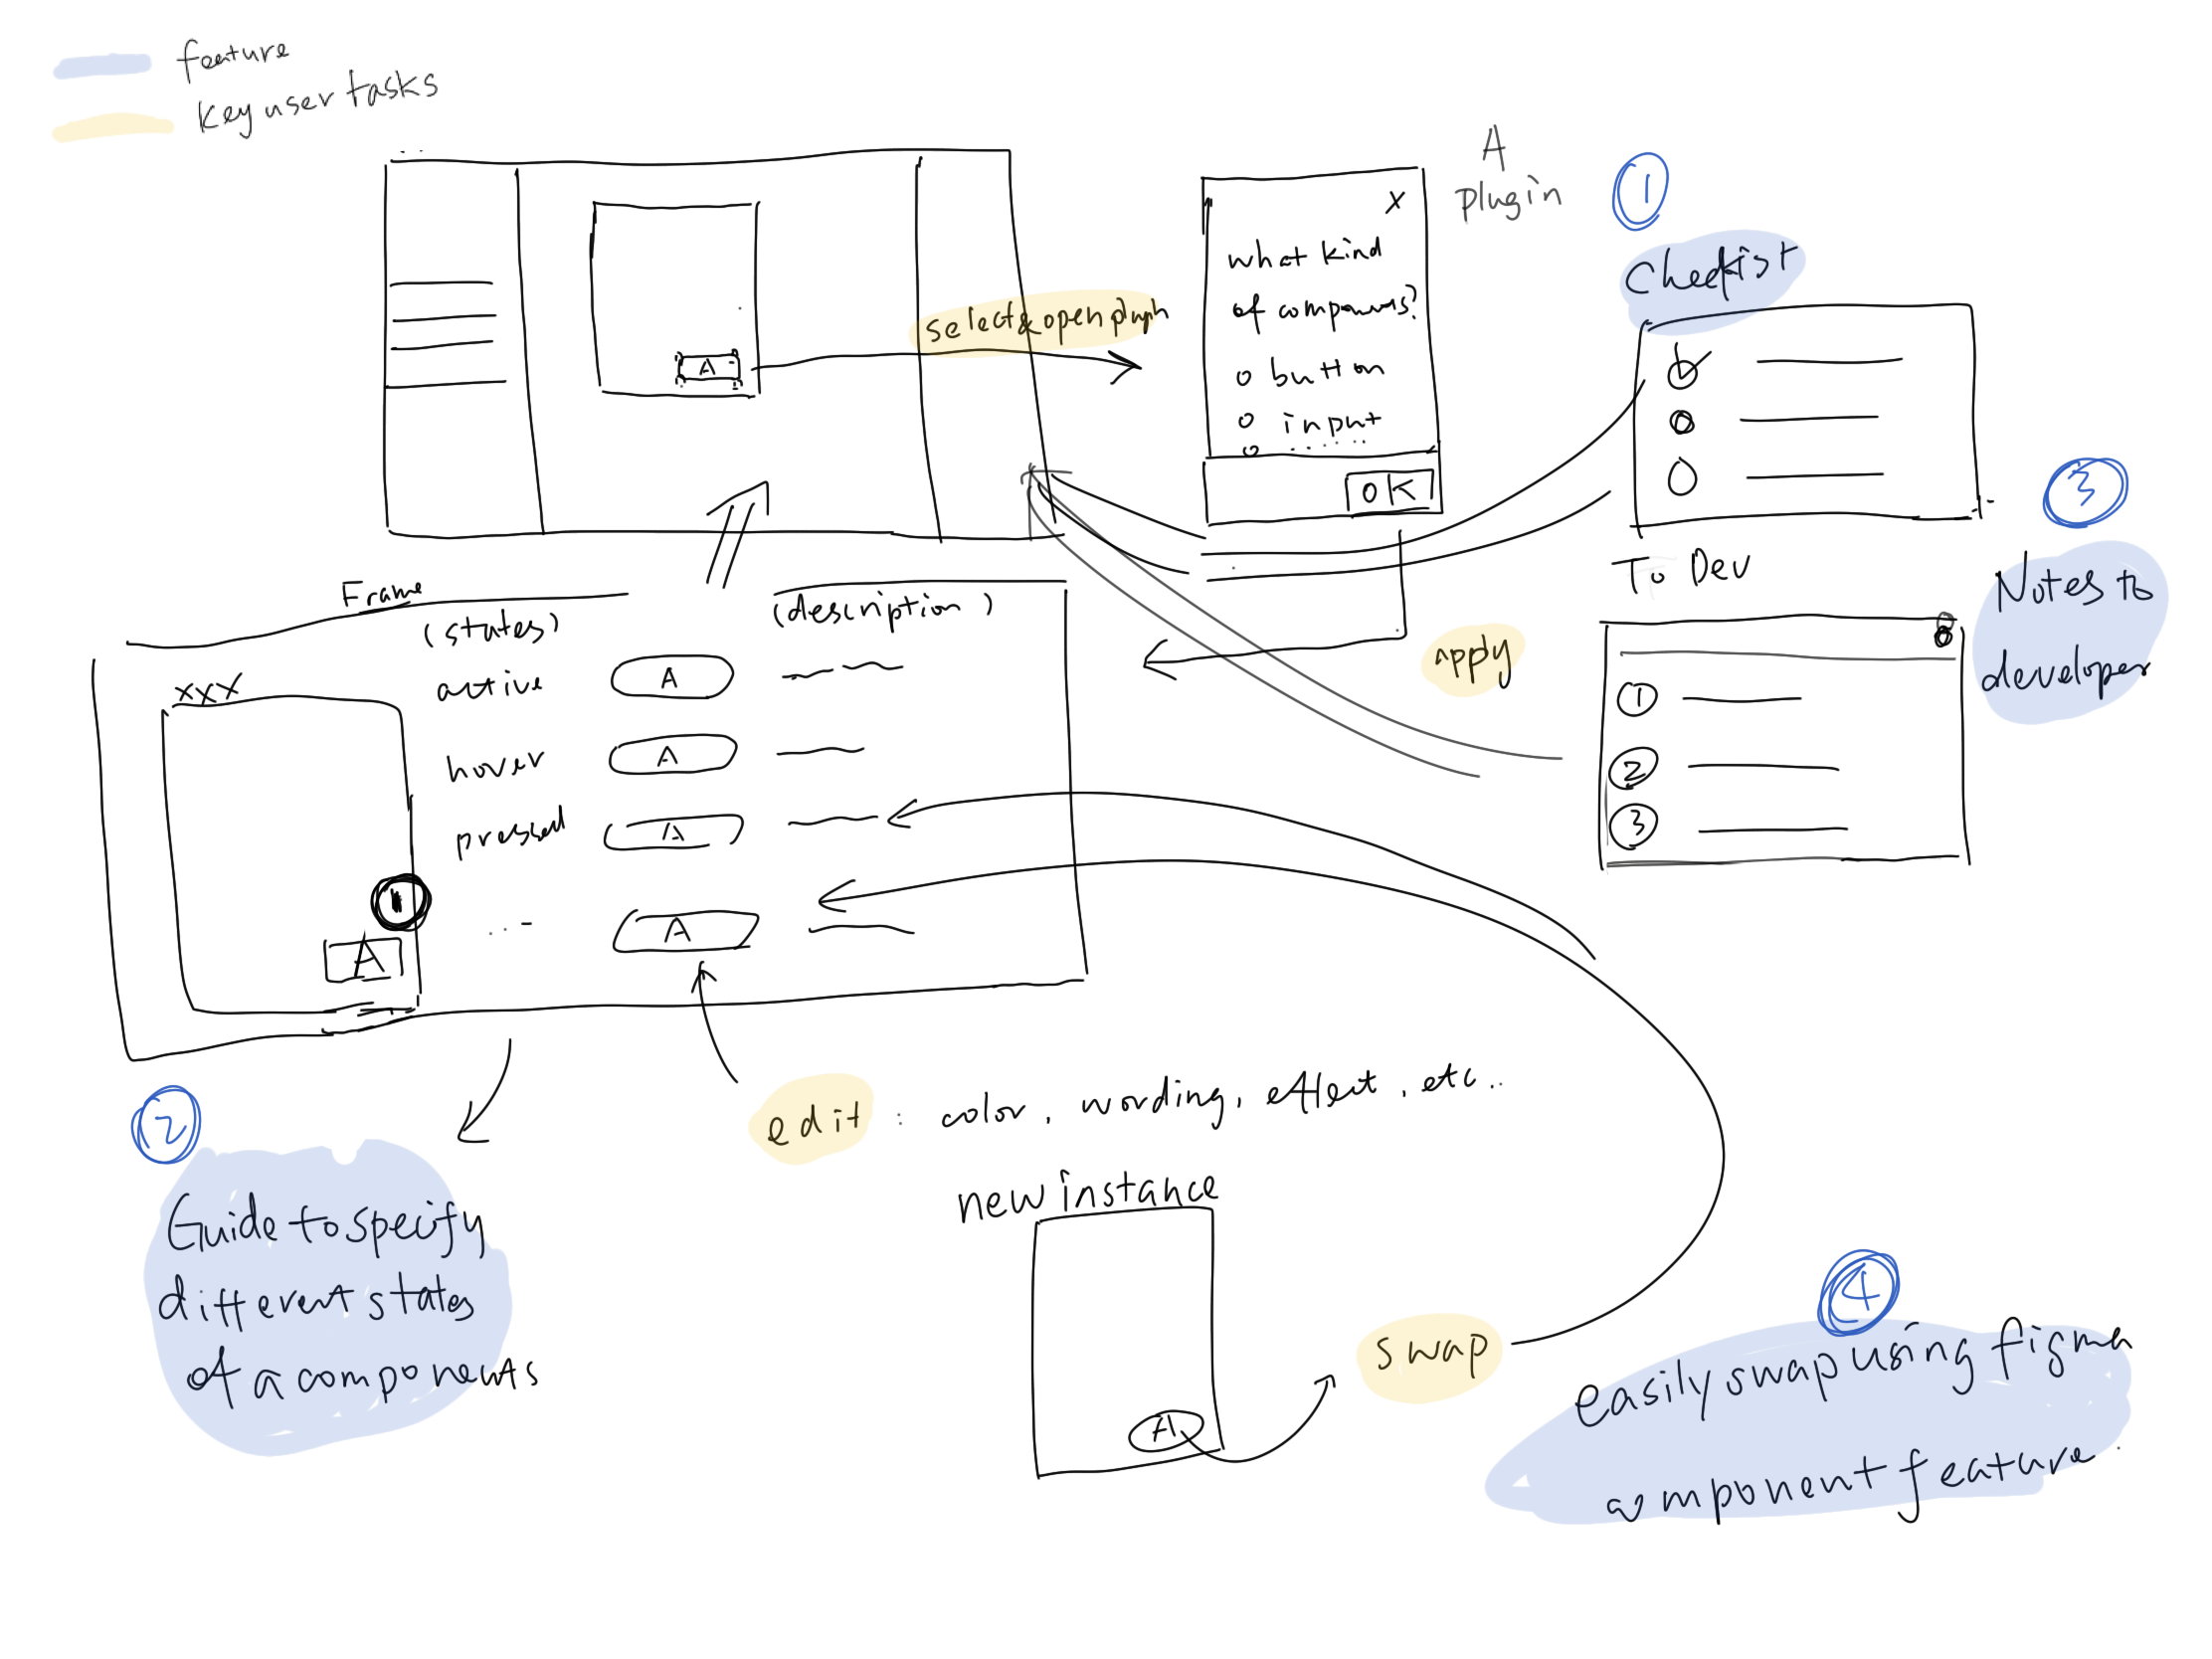 feature
key user tasks
A
plugin
1
Checklist
X
what kind
of componens?
o button
o input
o ......
OK
select & open plugin
A
3
Notes to
developer
To Dev
1
2
3
apply
Frame
(states)
(description)
xxx
active
A
hover
A
pressed
A
...
A
1
A
edit : color, wording, effect, etc..
2
Guide to specify
different states
of a components
new instance
A
swap
4
easily swap using figma
component feature.